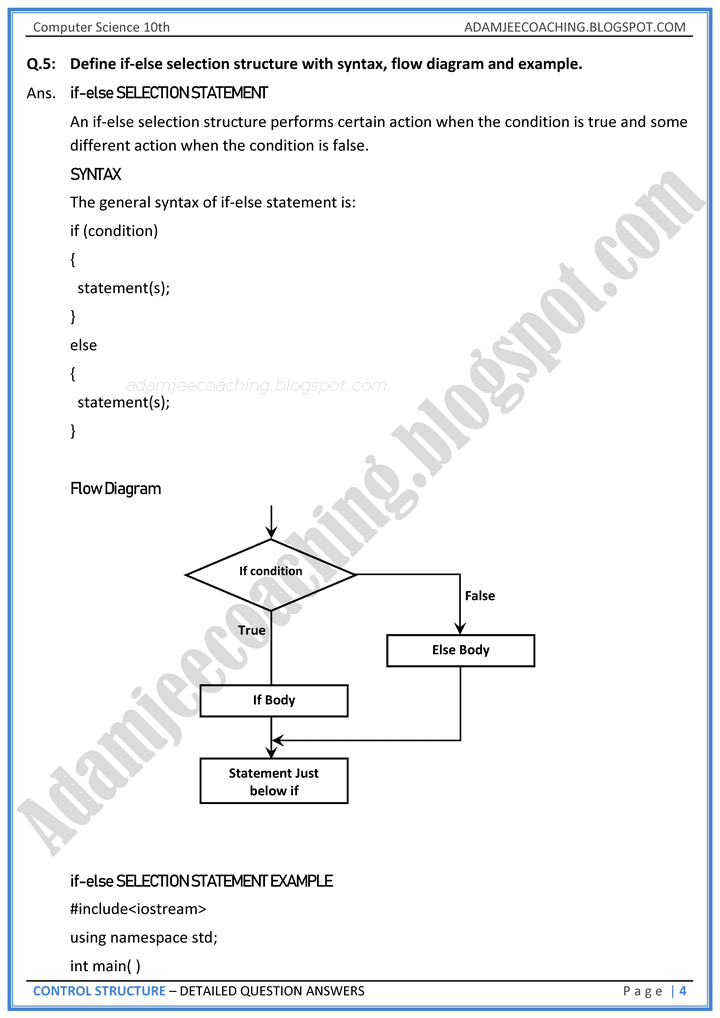 Computer Science 10th ADAMJEECOACHING.BLOGSPOT.COM
Q.5: Define if-else selection structure with syntax, flow diagram and example.
Ans. if-else SELECTION STATEMENT
An if-else selection structure performs certain action when the condition is true and some
different action when the condition is false.
SYNTAX
The general syntax of if-else statement is:
if (condition)
{
statement(s);
}
else
{
adamjeecoaching.blogspot.com
statement(s);
}
Flow Diagram
If condition
False
True
Else Body
If Body
Statement Just
below if
Adamjeecoaching.blogspot.com
if-else SELECTION STATEMENT EXAMPLE
#include<iostream>
using namespace std;
int main( )
CONTROL STRUCTURE – DETAILED QUESTION ANSWERS Page | 4